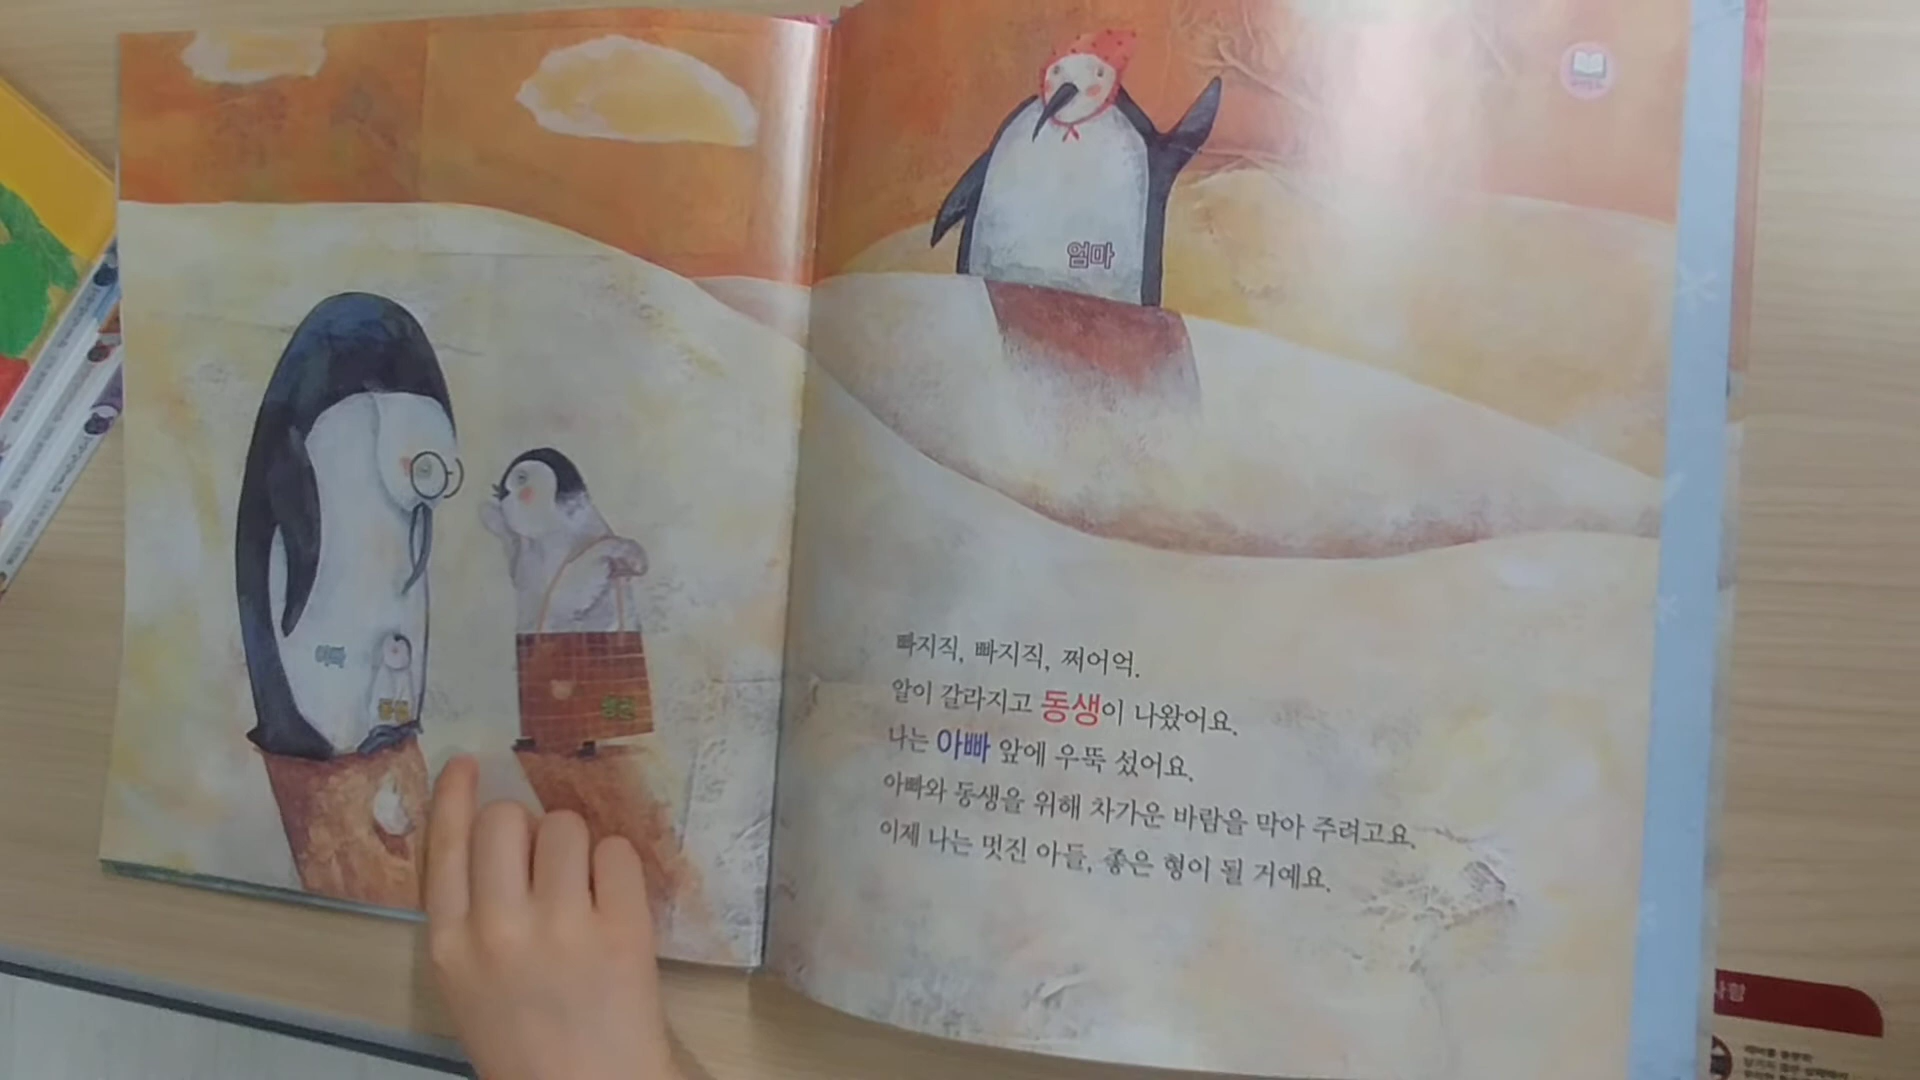 엄마
동생
빠지직, 빠지직, 쩌어억.
알이 갈라지고 동생이 나왔어요.
나는 아빠 앞에 우뚝 섰어요.
아빠와 동생을 위해 차가운 바람을 막아 주려고요.
이제 나는 멋진 아들, 좋은 형이 될 거예요.